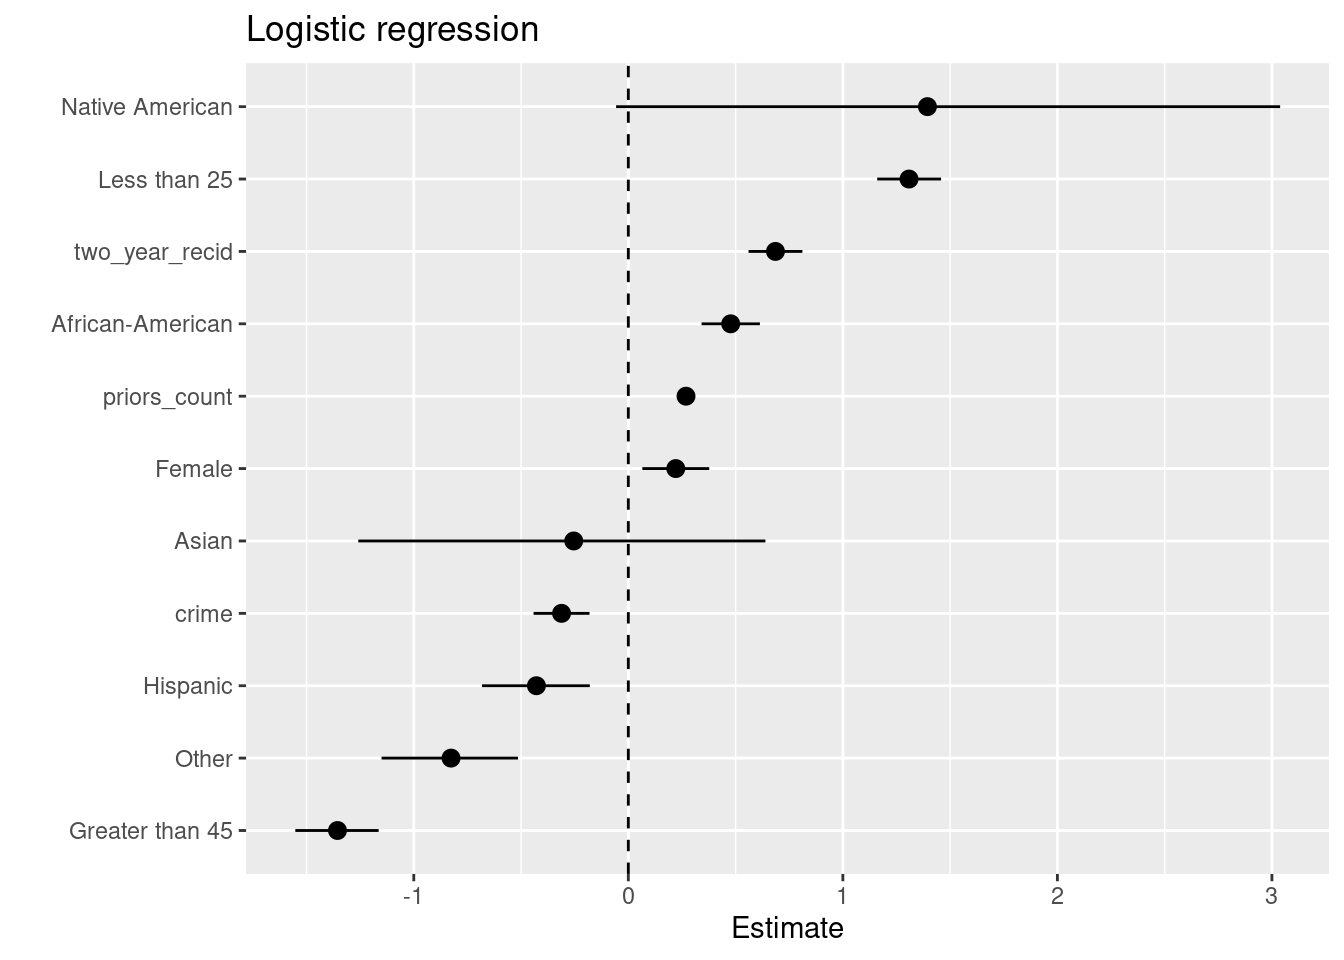 Logistic regression
Native American
Less than 25
two_year_recid
African-American
priors_count
Female
Asian
crime
Hispanic
Other
Greater than 45
-1 0 1 2 3
Estimate